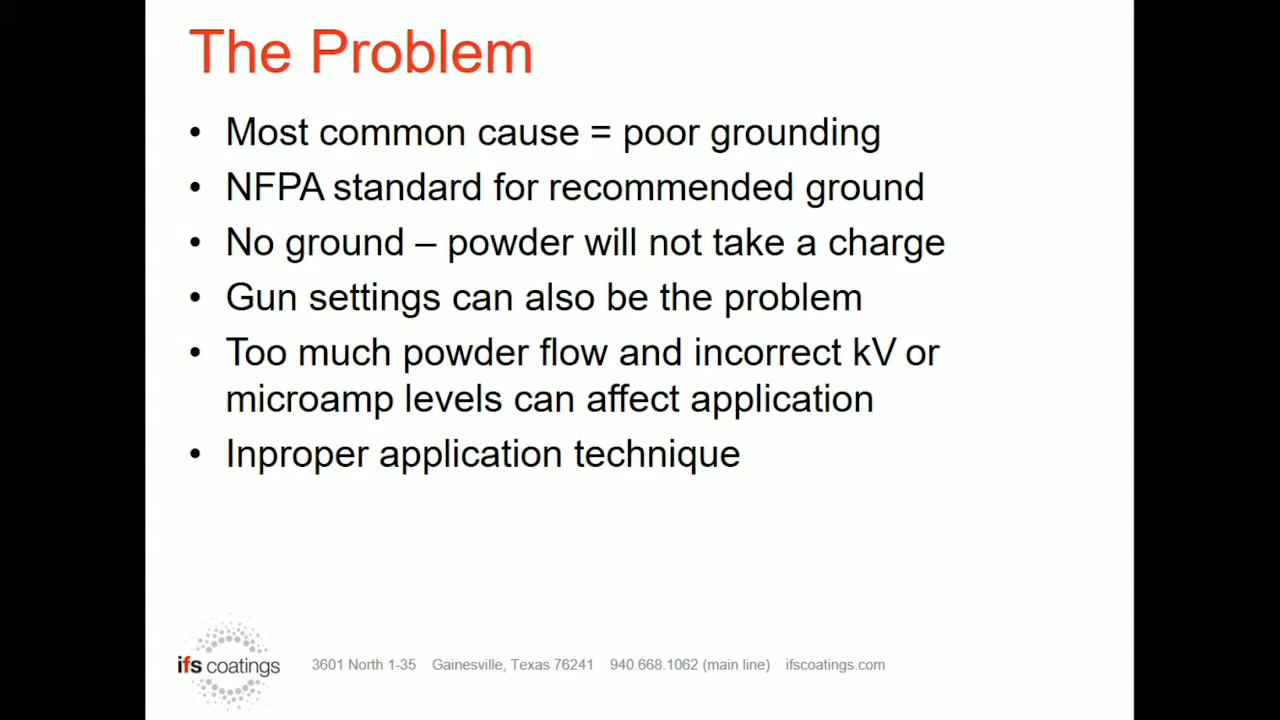 The Problem
• Most common cause = poor grounding
• NFPA standard for recommended ground
• No ground – powder will not take a charge
• Gun settings can also be the problem
• Too much powder flow and incorrect kV or
microamp levels can affect application
• Inproper application technique
ifs coatings
3601 North 1-35 Gainesville, Texas 76241 940.668.1062 (main line) ifscoatings.com